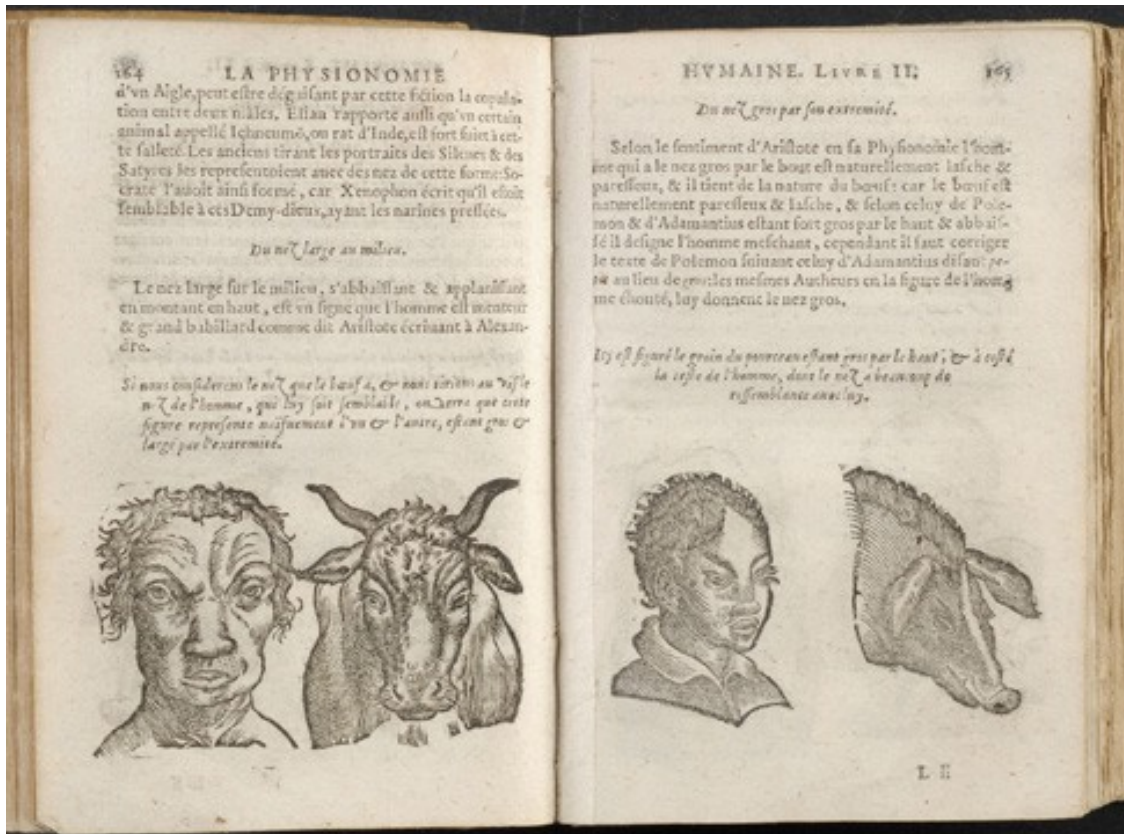 164 LA PHYSIONOMIE
d'vn Aigle, peut estre déguisant par cette fiction la copula-
tion entre deux mâles. Elian rapporte aussi qu'vn certain
animal appellé Ichneumõ, ou rat d'Inde, est fort sujet à cet-
te salleté. Les anciens tirant les portraits des Silenes & des
Satyres les representoient auec des nez de cette forme: So-
crate l'auoit ainsi formé, car Xenophon écrit qu'il estoit
semblable à ces Demy-dieux, ayant les narines pressées.
Du nez large au milieu.
Le nez large sur le milieu, s'abbaissant & applanissant
en montant en haut, est vn signe que l'homme est menteur
& grand babillard comme dit Aristote écriuant à Alexan-
dre.
Si nous considerons le nez que le bœuf a, & nous au visse
nez de l'homme, qui luy soit semblable, on verra que cette
figure represente naifuement l'vn & l'autre, estant gros &
large par l'extremité.
HVMAINE. LIVRE II. 165
Du nez gros par son extremité.
Selon le sentiment d'Aristote en sa Physionomie l'hom-
me qui a le nez gros par le bout est naturellement lasche &
paresseux, & il tient de la nature du bœuf: car le bœuf est
naturellement paresseux & lasche, & selon celuy de Pole-
mon & d'Adamantius estant fort gros par le haut & abbais-
sé il designe l'homme meschant, cependant il faut corriger
le texte de Polemon suiuant celuy d'Adamantius disant pe-
tit au lieu de gros: les mesmes Autheurs en la figure de l'hom
me éhouté, luy donnent le nez gros.
Icy est figuré le groin du pourceau estant gros par le haut, & à costé
la teste de l'homme, dont le nez a beaucoup de
ressemblance auec luy.
L ij